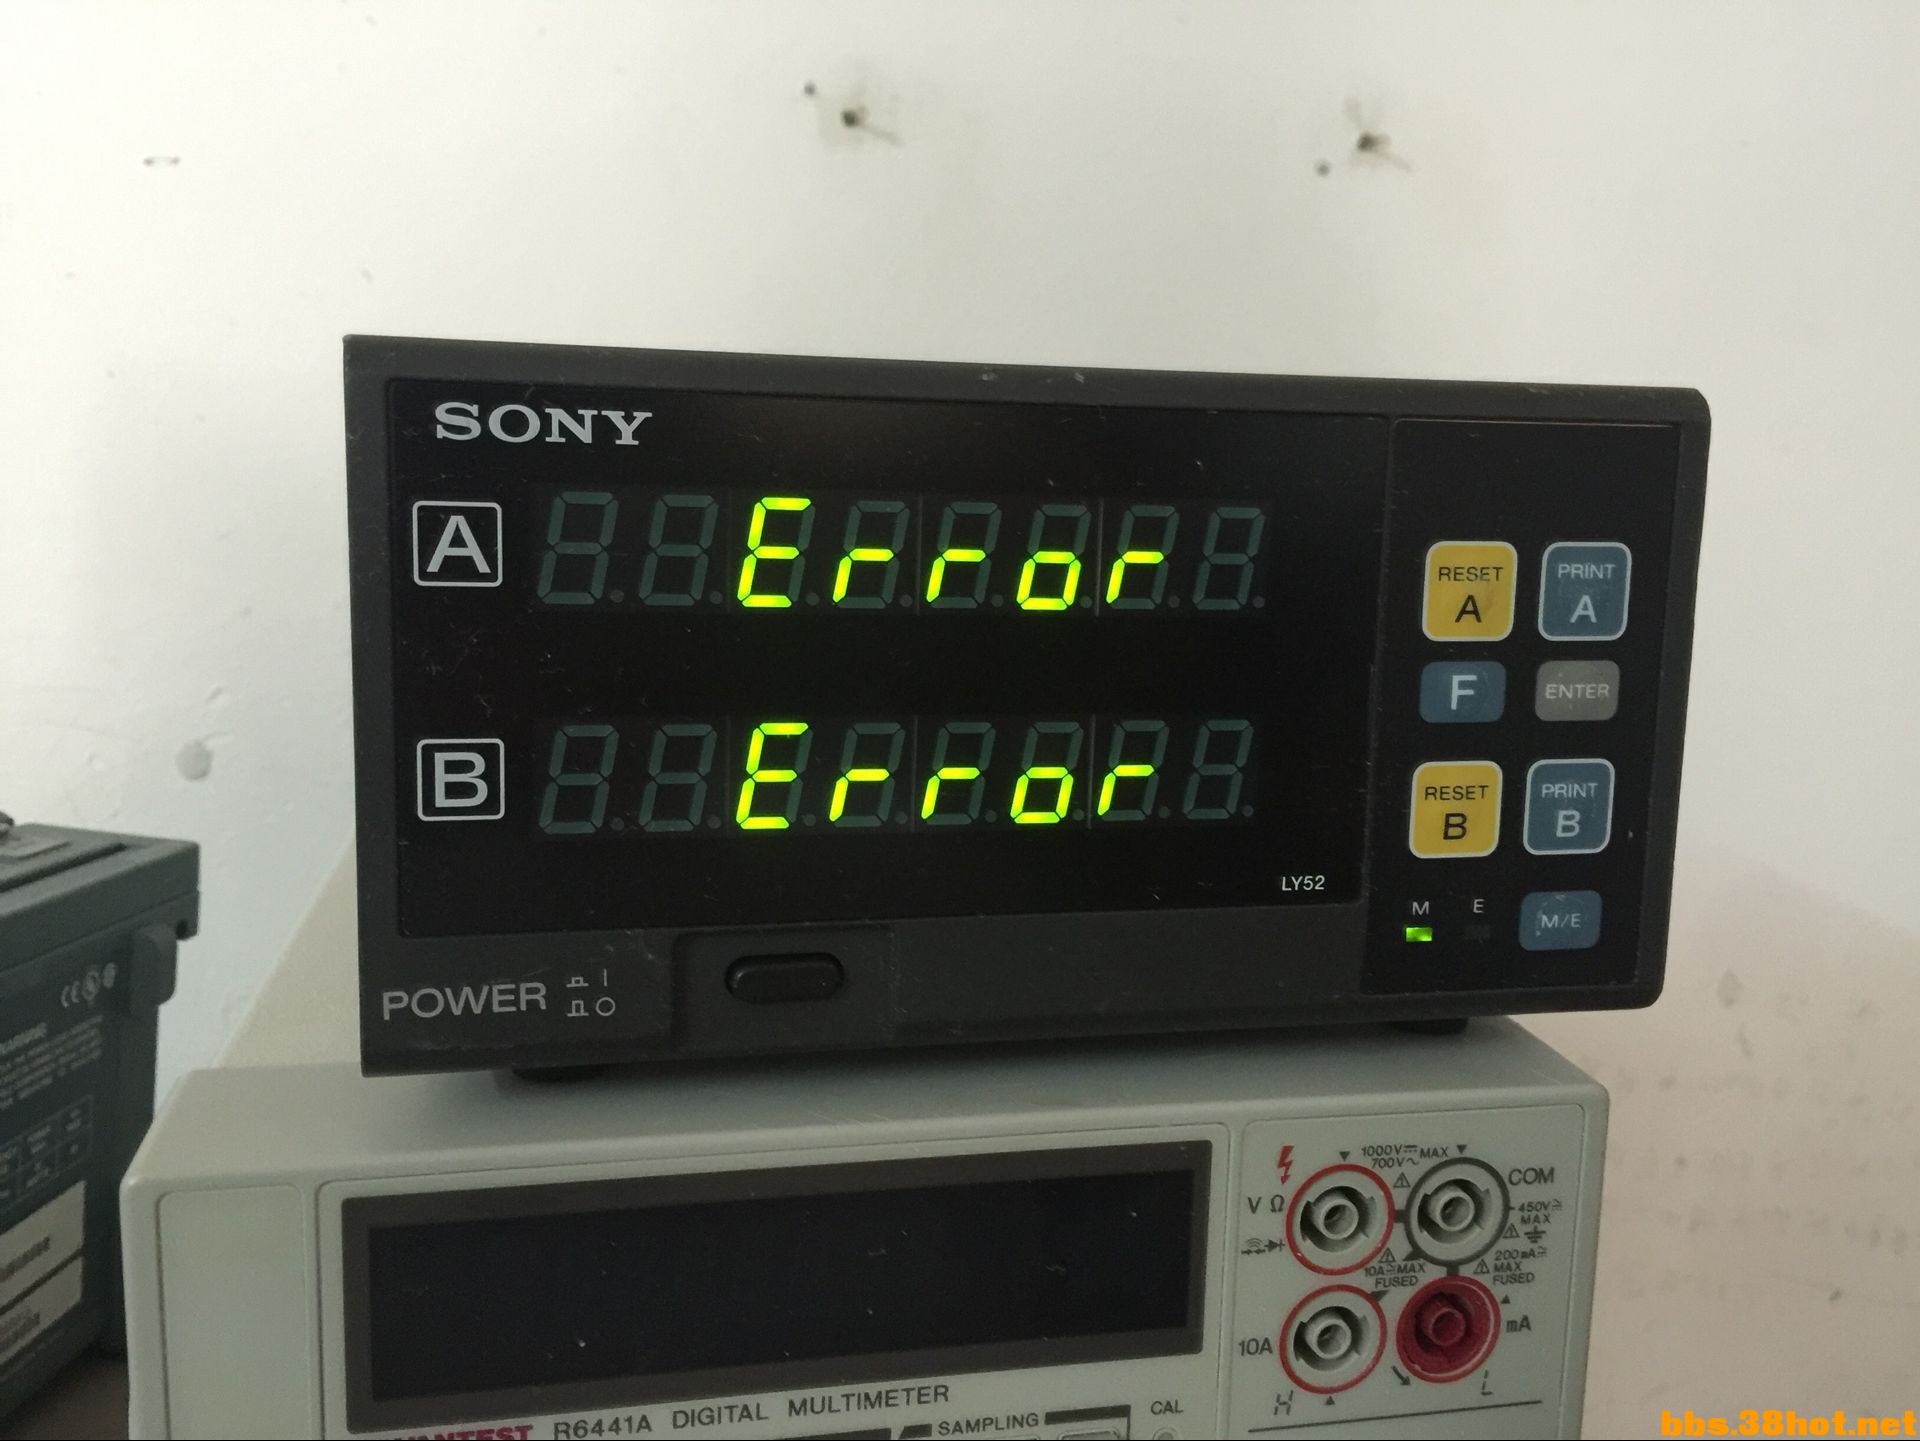 SONY
A
Error
B
Error
LY52
RESET
A
PRINT
A
F
ENTER
RESET
B
PRINT
B
M
E
M/E
POWER
1000V MAX
700V
V Ω
COM
450V
MAX
10A MAX
FUSED
200mA
MAX
FUSED
10A
mA
H
L
R6441A DIGITAL MULTIMETER
SAMPLING
CAL
bbs.38hot.net